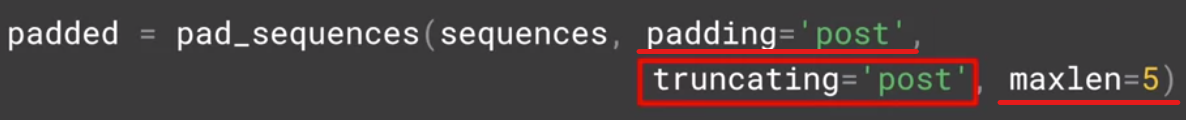 padded = pad_sequences(sequences, padding='post',
truncating='post', maxlen=5)